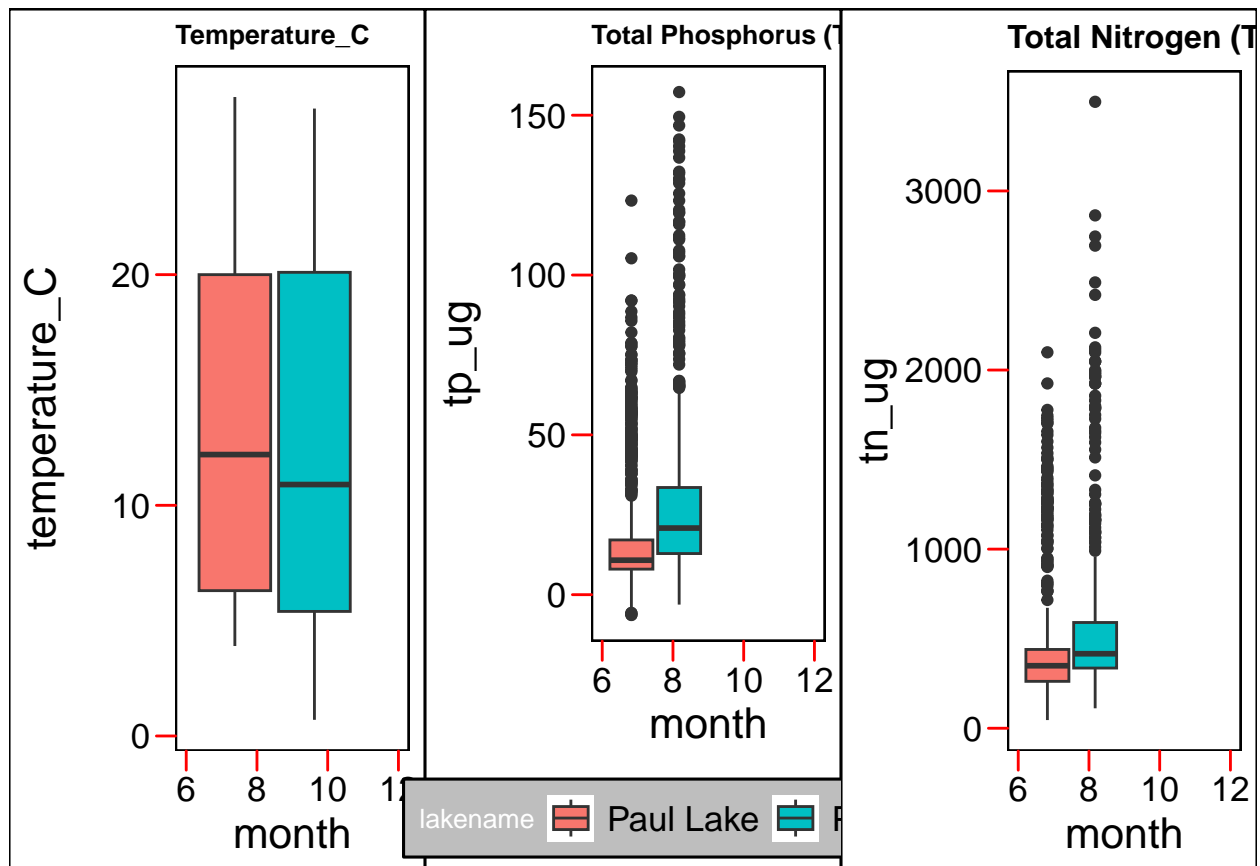 Temperature_C
temperature_C
20
10
0
6 8 10 12
month
Total Phosphorus (T
tp_ug
150
100
50
0
6 8 10 12
month
lakename Paul Lake
Total Nitrogen (T
tn_ug
3000
2000
1000
0
6 8 10 12
month